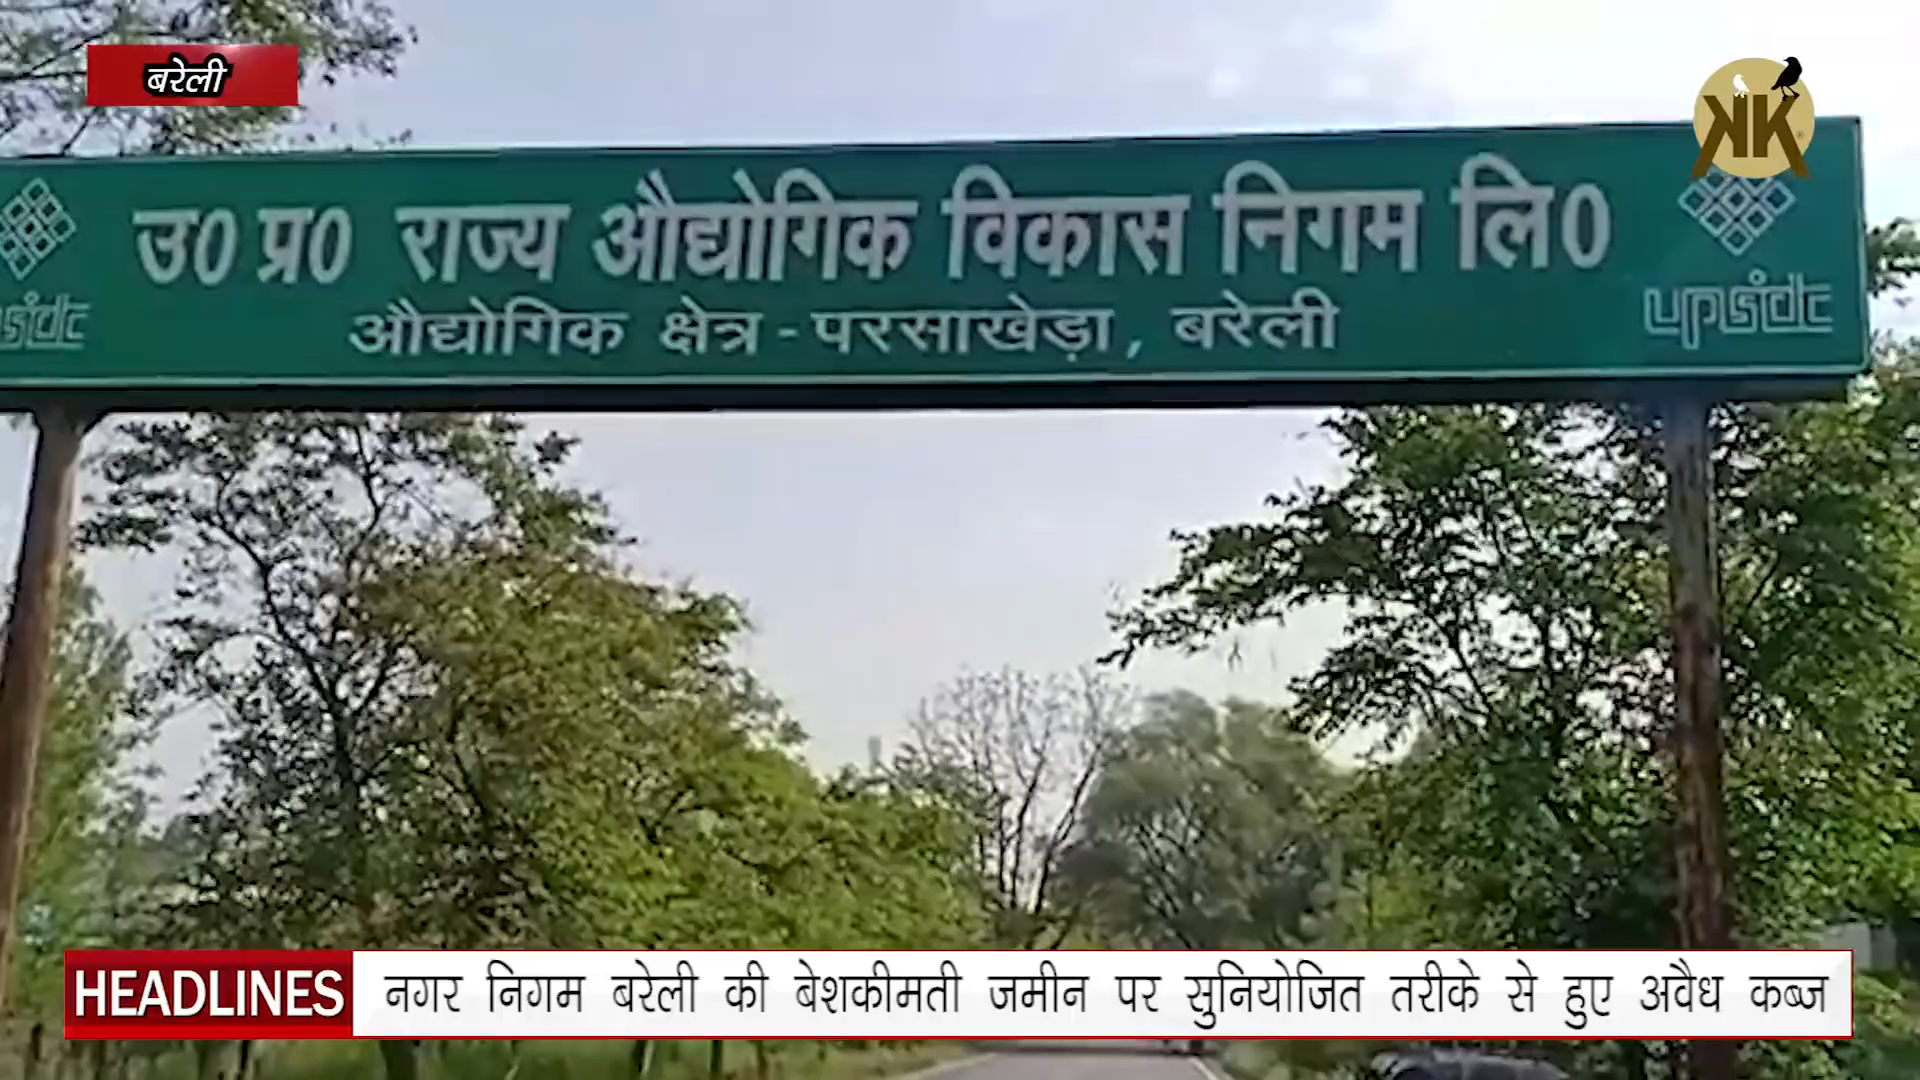 बरेली
KK
उ0 प्र0 राज्य औद्योगिक विकास निगम लि0
औद्योगिक क्षेत्र - परसाखेड़ा, बरेली
upsidc
HEADLINES
नगर निगम बरेली की बेशकीमती जमीन पर सुनियोजित तरीके से हुए अवैध कब्ज